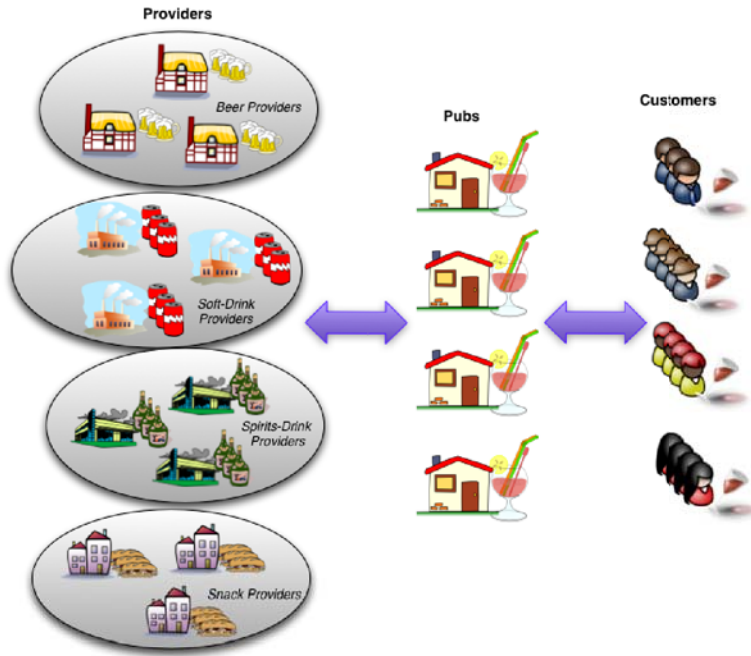 Providers
Beer Providers
Pubs
Customers
Soft-Drink
Providers
Spirits-Drink
Providers
Snack Providers